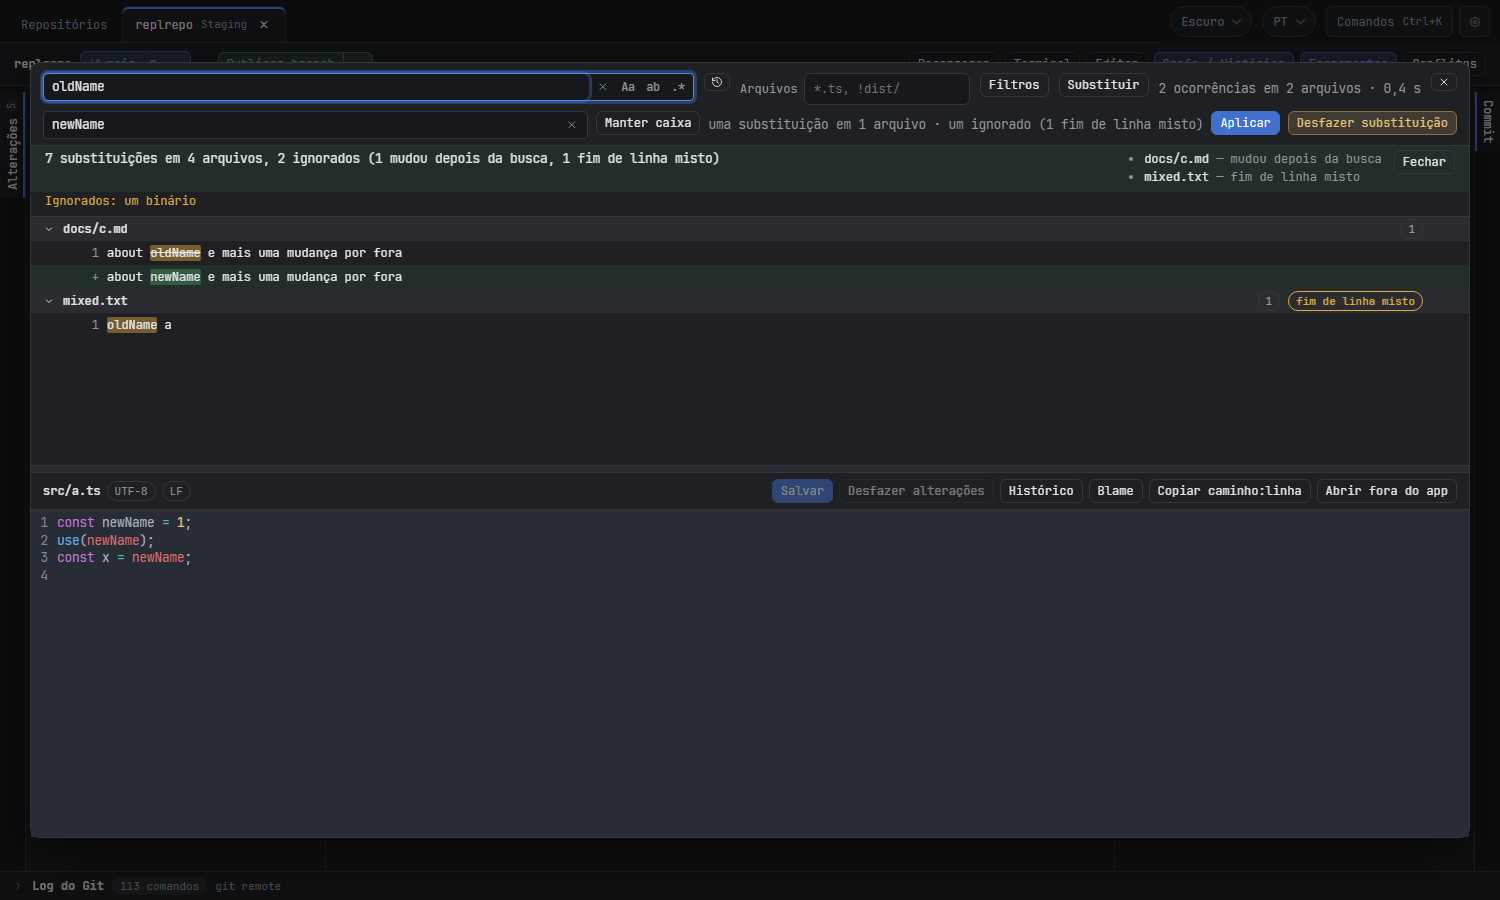 Repositórios replrepo Staging × Escuro PT Comandos Ctrl+K
oldName × Aa ab .* Arquivos *.ts, !dist/ Filtros Substituir 2 ocorrências em 2 arquivos · 0,4 s ×
newName × Manter caixa uma substituição em 1 arquivo · um ignorado (1 fim de linha misto) Aplicar Desfazer substituição
Alterações 5
Commit
7 substituições em 4 arquivos, 2 ignorados (1 mudou depois da busca, 1 fim de linha misto)
• docs/c.md — mudou depois da busca
• mixed.txt — fim de linha misto
Fechar
Ignorados: um binário
docs/c.md 1
1 about oldName e mais uma mudança por fora
+ about newName e mais uma mudança por fora
mixed.txt 1 fim de linha misto
1 oldName a
src/a.ts UTF-8 LF Salvar Desfazer alterações Histórico Blame Copiar caminho:linha Abrir fora do app
1 const newName = 1;
2 use(newName);
3 const x = newName;
4
Log do Git 113 comandos git remote